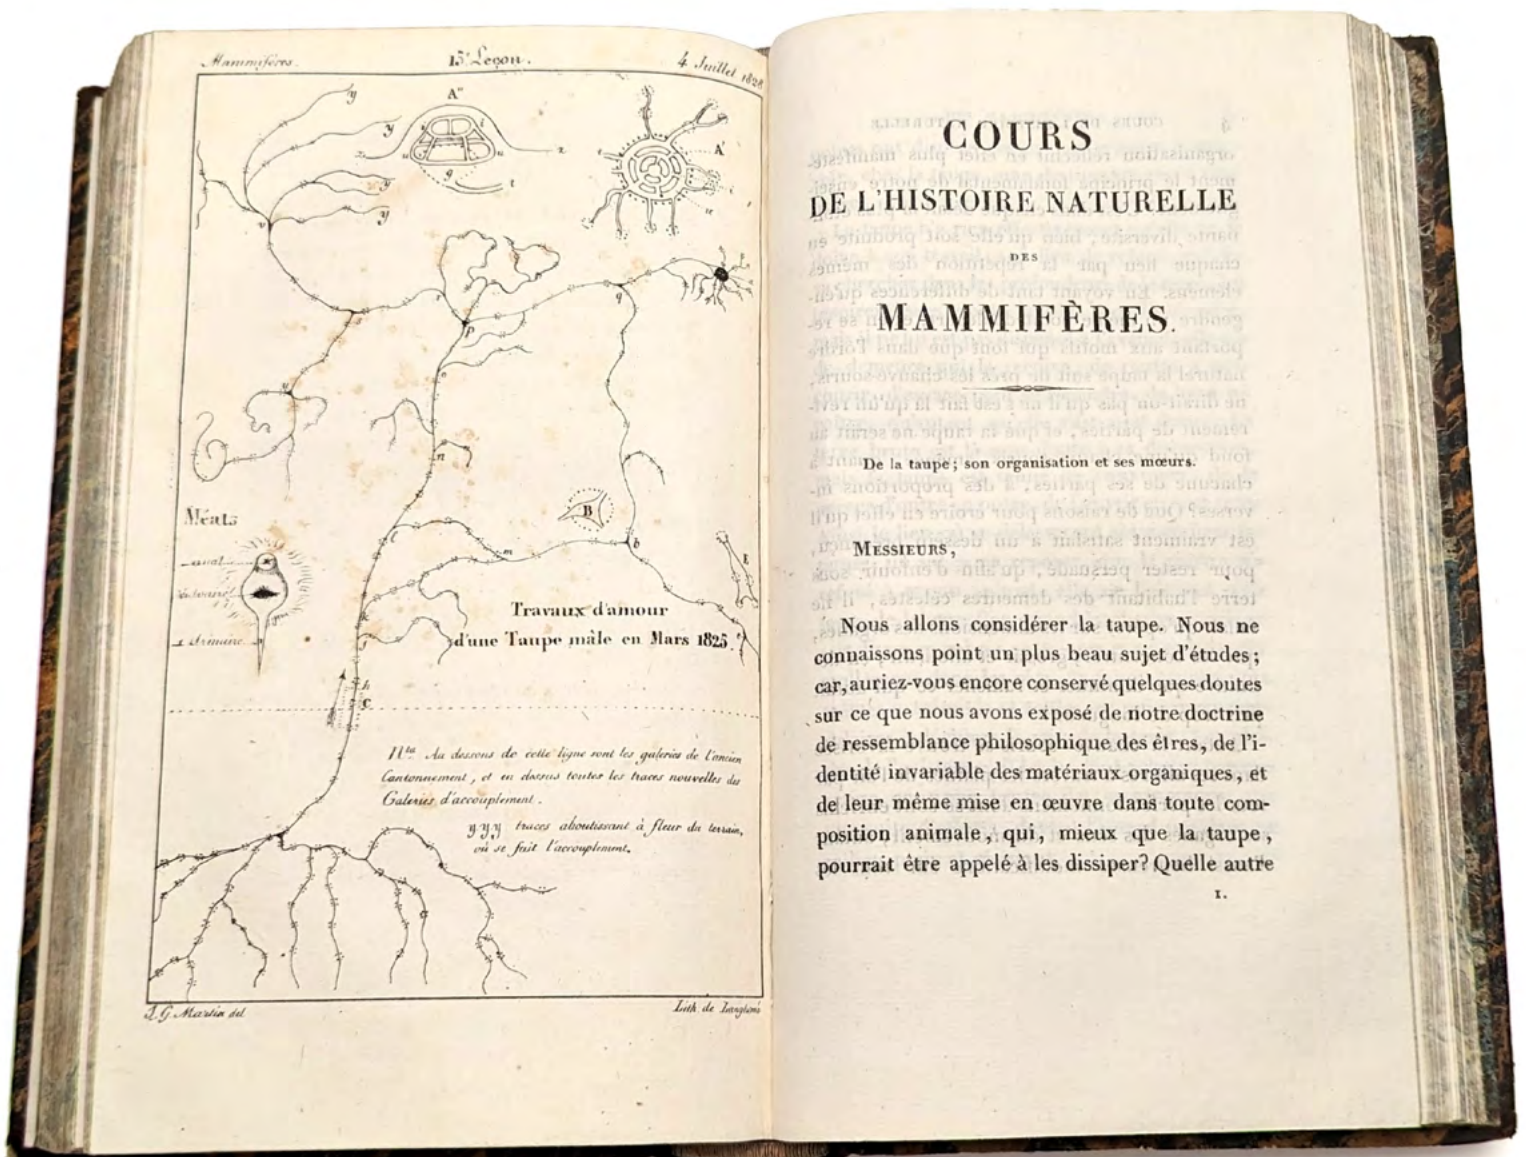 Mammifères.
15e Leçon.
4 Juillet 1828
y
A"
y
i
z
z
u
u
g
t
y
y
v
A'
e
i
u
s
r
p
q
o
u
n
Méats
B
l
m
b
E
anal
Travaux d'amour
d'une Taupe mâle en Mars 1825.
urinaire
k
h
C
Nta. Au dessous de cette ligne sont les galeries de l'ancien
Cantonnement, et en dessus toutes les traces nouvelles des
Galeries d'accouplement.
y.y.y traces aboutissant à fleur du terrain,
où se fait l'accouplement.
J. G. Martin del
Lith. de Langlumé
COURS
DE L'HISTOIRE NATURELLE
DES
MAMMIFÈRES.
De la taupe; son organisation et ses mœurs.
MESSIEURS,
Nous allons considérer la taupe. Nous ne
connaissons point un plus beau sujet d'études;
car, auriez-vous encore conservé quelques doutes
sur ce que nous avons exposé de notre doctrine
de ressemblance philosophique des êtres, de l'i-
dentité invariable des matériaux organiques, et
de leur même mise en œuvre dans toute com-
position animale, qui, mieux que la taupe,
pourrait être appelé à les dissiper? Quelle autre
1.